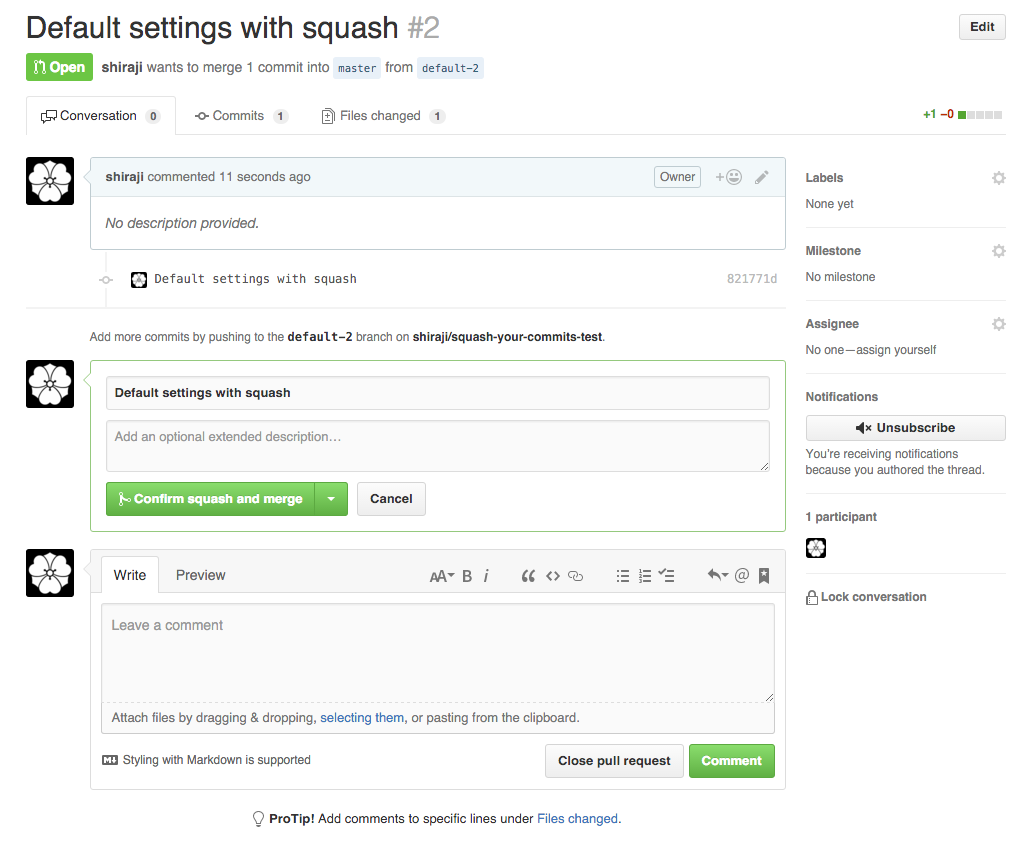 Default settings with squash #2
Edit
Open shiraji wants to merge 1 commit into master from default-2
Conversation 0 Commits 1 Files changed 1
+1 −0
shiraji commented 11 seconds ago
Owner
No description provided.
Default settings with squash 821771d
Add more commits by pushing to the default-2 branch on shiraji/squash-your-commits-test.
Default settings with squash
Add an optional extended description…
Confirm squash and merge
Cancel
Write Preview
AA B i
Leave a comment
Attach files by dragging & dropping, selecting them, or pasting from the clipboard.
Styling with Markdown is supported
Close pull request
Comment
ProTip! Add comments to specific lines under Files changed.
Labels
None yet
Milestone
No milestone
Assignee
No one—assign yourself
Notifications
Unsubscribe
You're receiving notifications
because you authored the thread.
1 participant
Lock conversation